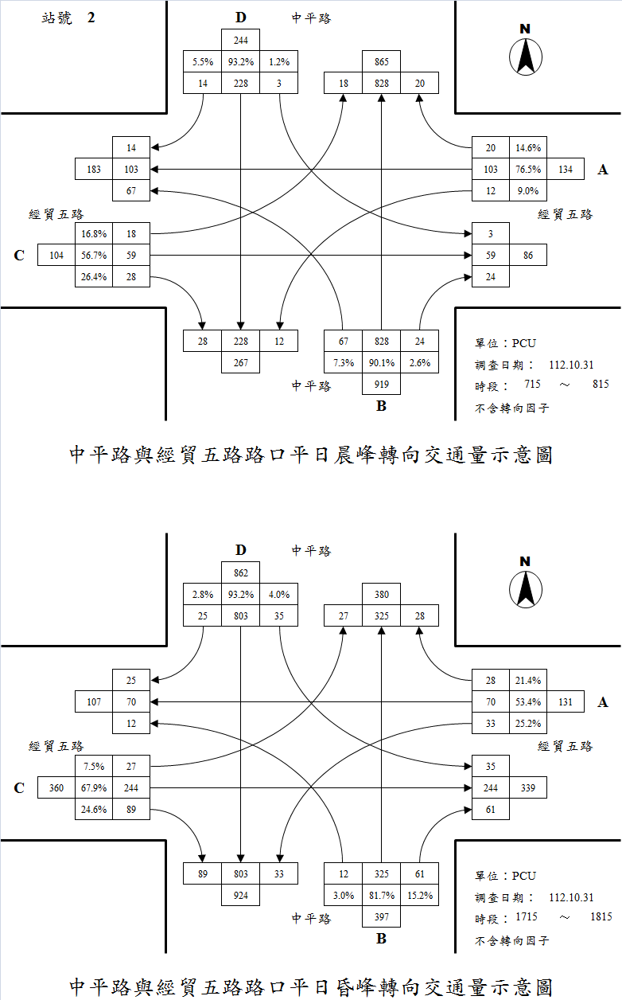 站號 2
D 中平路
N
244
865
5.5% 93.2% 1.2%
14 228 3
18 828 20
14
183 103
67
20 14.6%
103 76.5% 134
12 9.0%
A
經貿五路
經貿五路
16.8% 18
C 104 56.7% 59
26.4% 28
3
59 86
24
28 228 12
267
67 828 24
7.3% 90.1% 2.6%
919
中平路
B
單位：PCU
調查日期： 112.10.31
時段： 715 ～ 815
不含轉向因子
中平路與經貿五路路口平日晨峰轉向交通量示意圖
D 中平路
N
862
380
2.8% 93.2% 4.0%
25 803 35
27 325 28
25
107 70
12
28 21.4%
70 53.4% 131
33 25.2%
A
經貿五路
經貿五路
7.5% 27
C 360 67.9% 244
24.6% 89
35
244 339
61
89 803 33
924
12 325 61
3.0% 81.7% 15.2%
397
中平路
B
單位：PCU
調查日期： 112.10.31
時段： 1715 ～ 1815
不含轉向因子
中平路與經貿五路路口平日昏峰轉向交通量示意圖